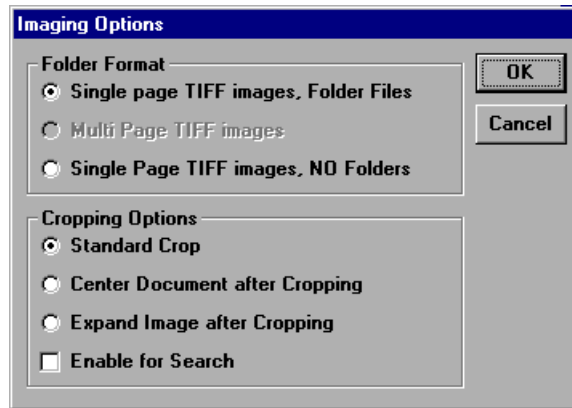 Imaging Options
Folder Format
Single page TIFF images, Folder Files
Multi Page TIFF images
Single Page TIFF images, NO Folders
OK
Cancel
Cropping Options
Standard Crop
Center Document after Cropping
Expand Image after Cropping
Enable for Search